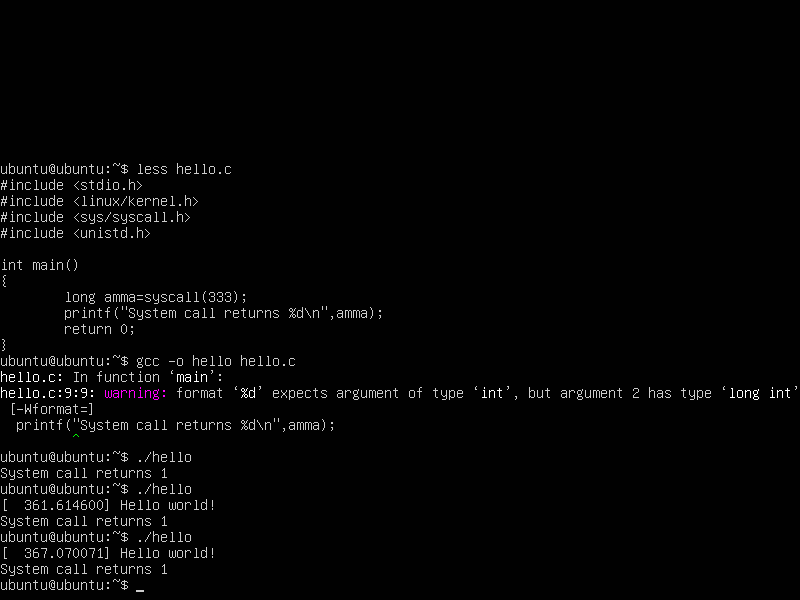 ubuntu@ubuntu:~$ less hello.c
#include <stdio.h>
#include <linux/kernel.h>
#include <sys/syscall.h>
#include <unistd.h>

int main()
{
        long amma=syscall(333);
        printf("System call returns %d\n",amma);
        return 0;
}
ubuntu@ubuntu:~$ gcc -o hello hello.c
hello.c: In function ‘main’:
hello.c:9:9: warning: format ‘%d’ expects argument of type ‘int’, but argument 2 has type ‘long int’
 [-Wformat=]
  printf("System call returns %d\n",amma);
         ^
ubuntu@ubuntu:~$ ./hello
System call returns 1
ubuntu@ubuntu:~$ ./hello
[  361.614600] Hello world!
System call returns 1
ubuntu@ubuntu:~$ ./hello
[  367.070071] Hello world!
System call returns 1
ubuntu@ubuntu:~$ _